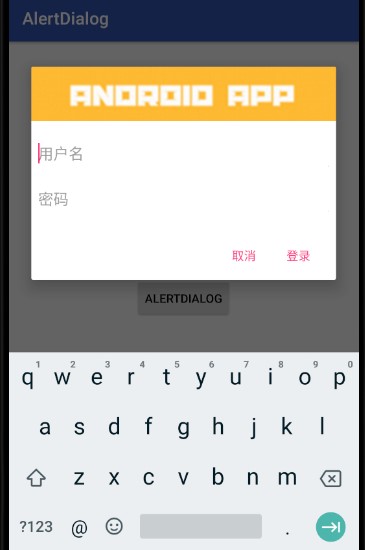 AlertDialog
ANDROID APP
用户名
密码
取消 登录
ALERTDIALOG
1 2 3 4 5 6 7 8 9 0
q w e r t y u i o p
a s d f g h j k l
z x c v b n m
?123 @ .